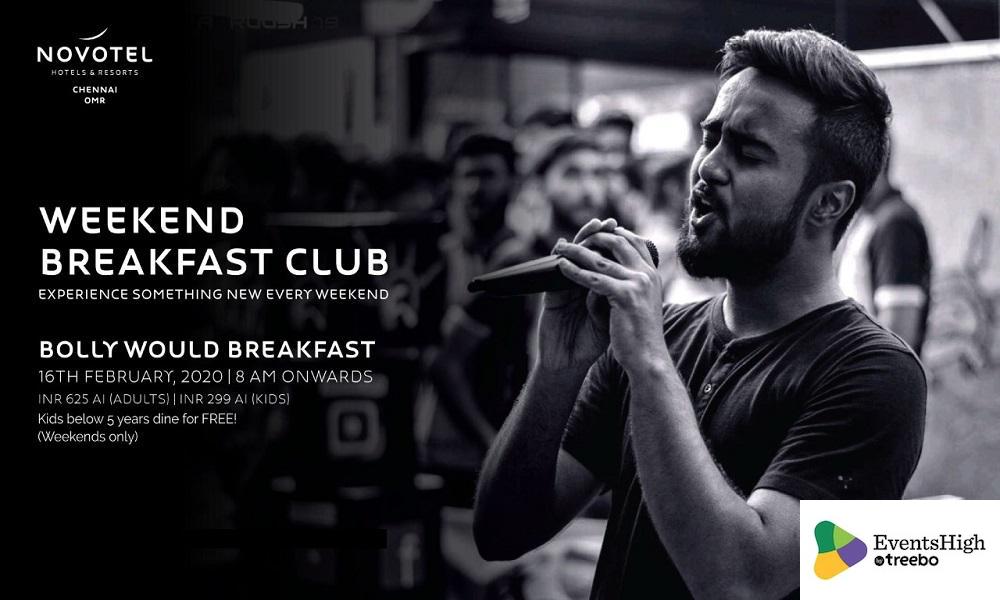 NOVOTEL
HOTELS & RESORTS
CHENNAI
OMR
WEEKEND
BREAKFAST CLUB
EXPERIENCE SOMETHING NEW EVERY WEEKEND
BOLLY WOULD BREAKFAST
16TH FEBRUARY, 2020 | 8 AM ONWARDS
INR 625 AI (ADULTS) | INR 299 AI (KIDS)
Kids below 5 years dine for FREE!
(Weekends only)
EventsHigh
by treebo